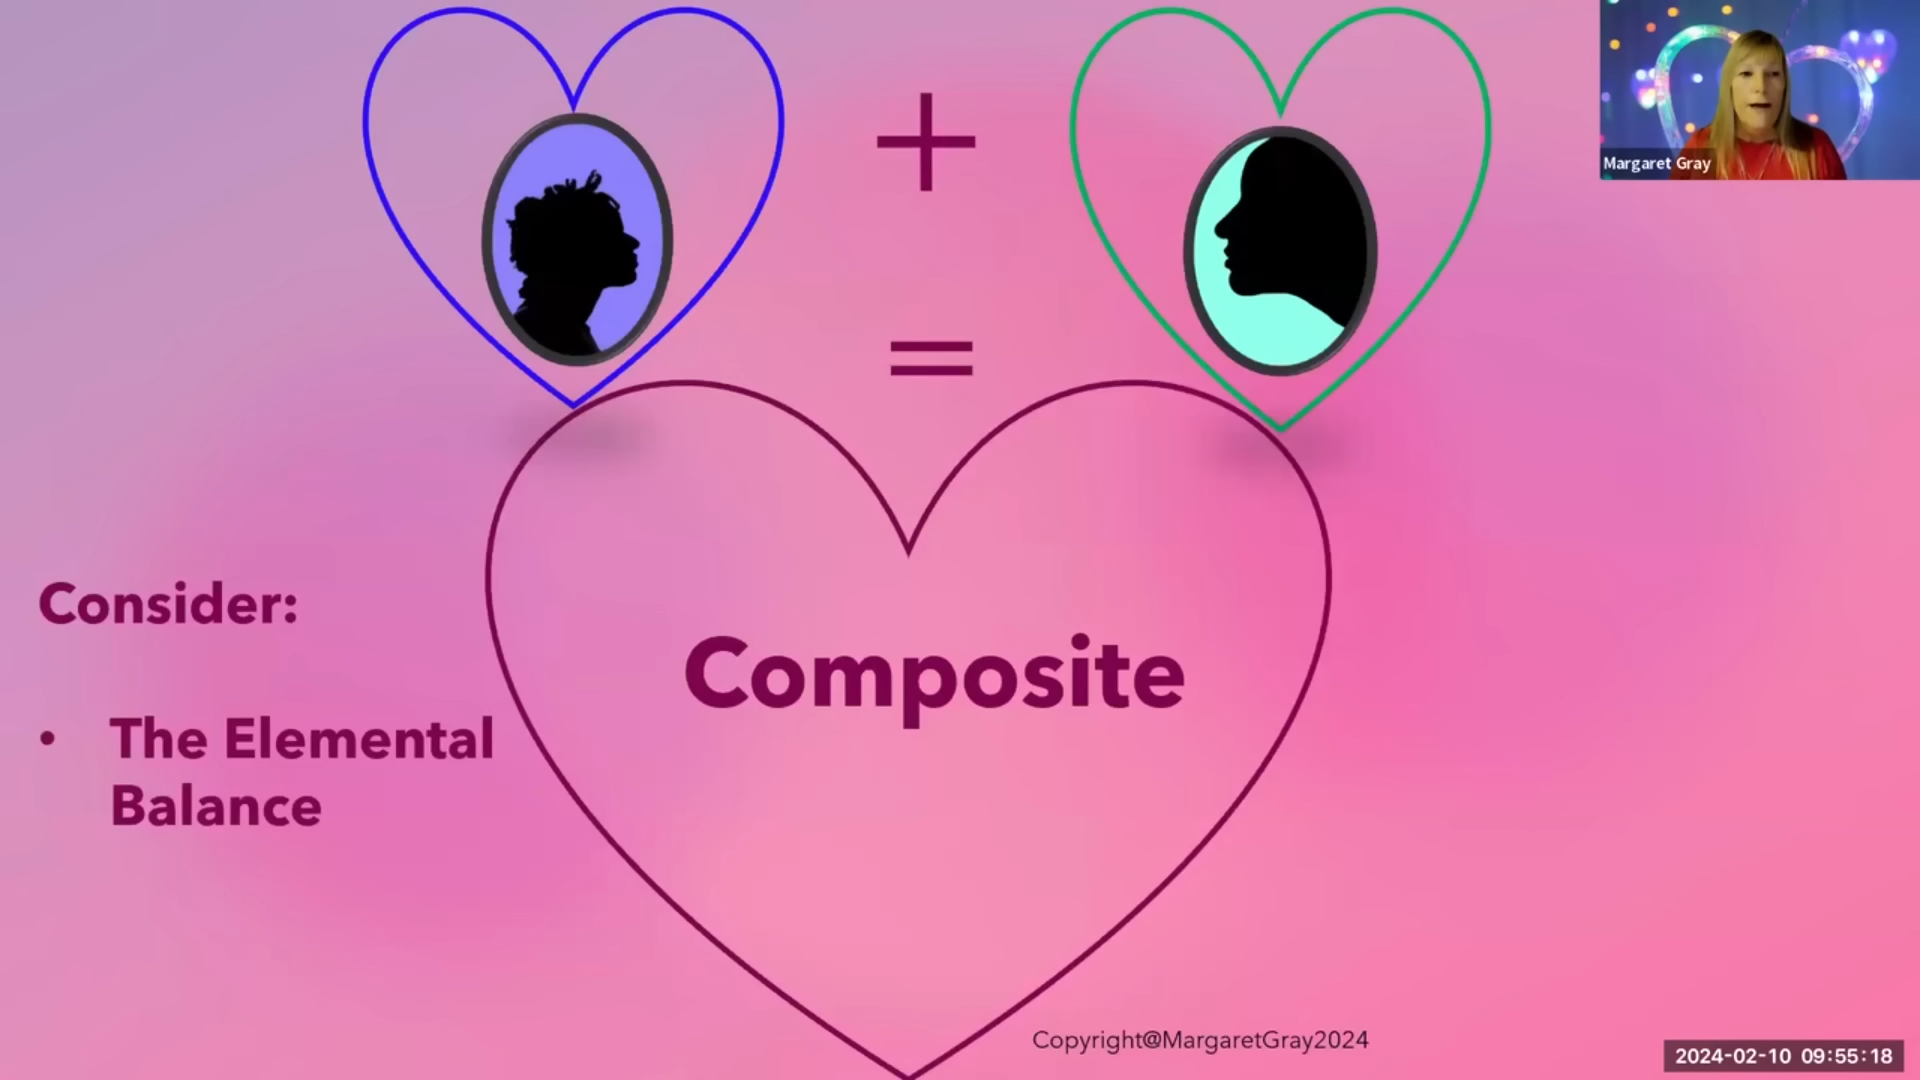 +
Margaret Gray
=
Consider:
Composite
• The Elemental
Balance
Copyright@MargaretGray2024
2024-02-10 09:55:18